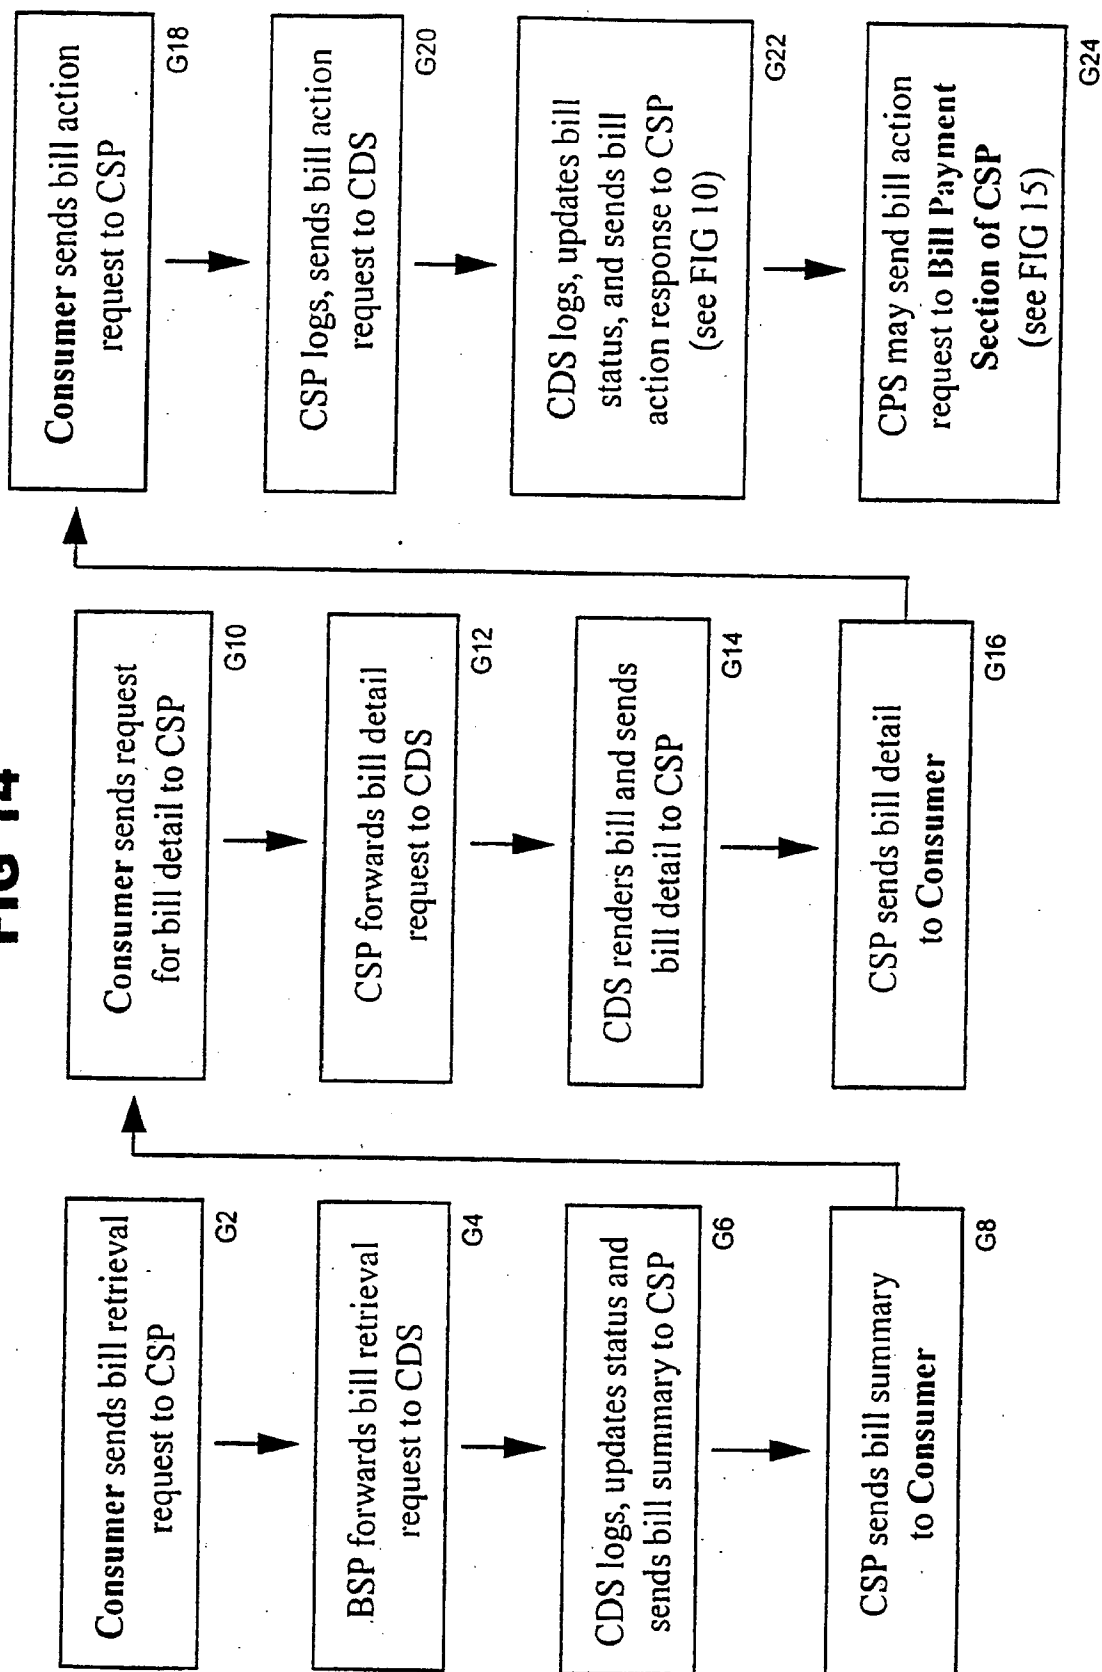 FIG 14
Consumer sends bill retrieval
request to CSP
G2
BSP forwards bill retrieval
request to CDS
G4
CDS logs, updates status and
sends bill summary to CSP
G6
CSP sends bill summary
to Consumer
G8
Consumer sends request
for bill detail to CSP
G10
CSP forwards bill detail
request to CDS
G12
CDS renders bill and sends
bill detail to CSP
G14
CSP sends bill detail
to Consumer
G16
Consumer sends bill action
request to CSP
G18
CSP logs, sends bill action
request to CDS
G20
CDS logs, updates bill
status, and sends bill
action response to CSP
(see FIG 10)
G22
CPS may send bill action
request to Bill Payment
Section of CSP
(see FIG 15)
G24